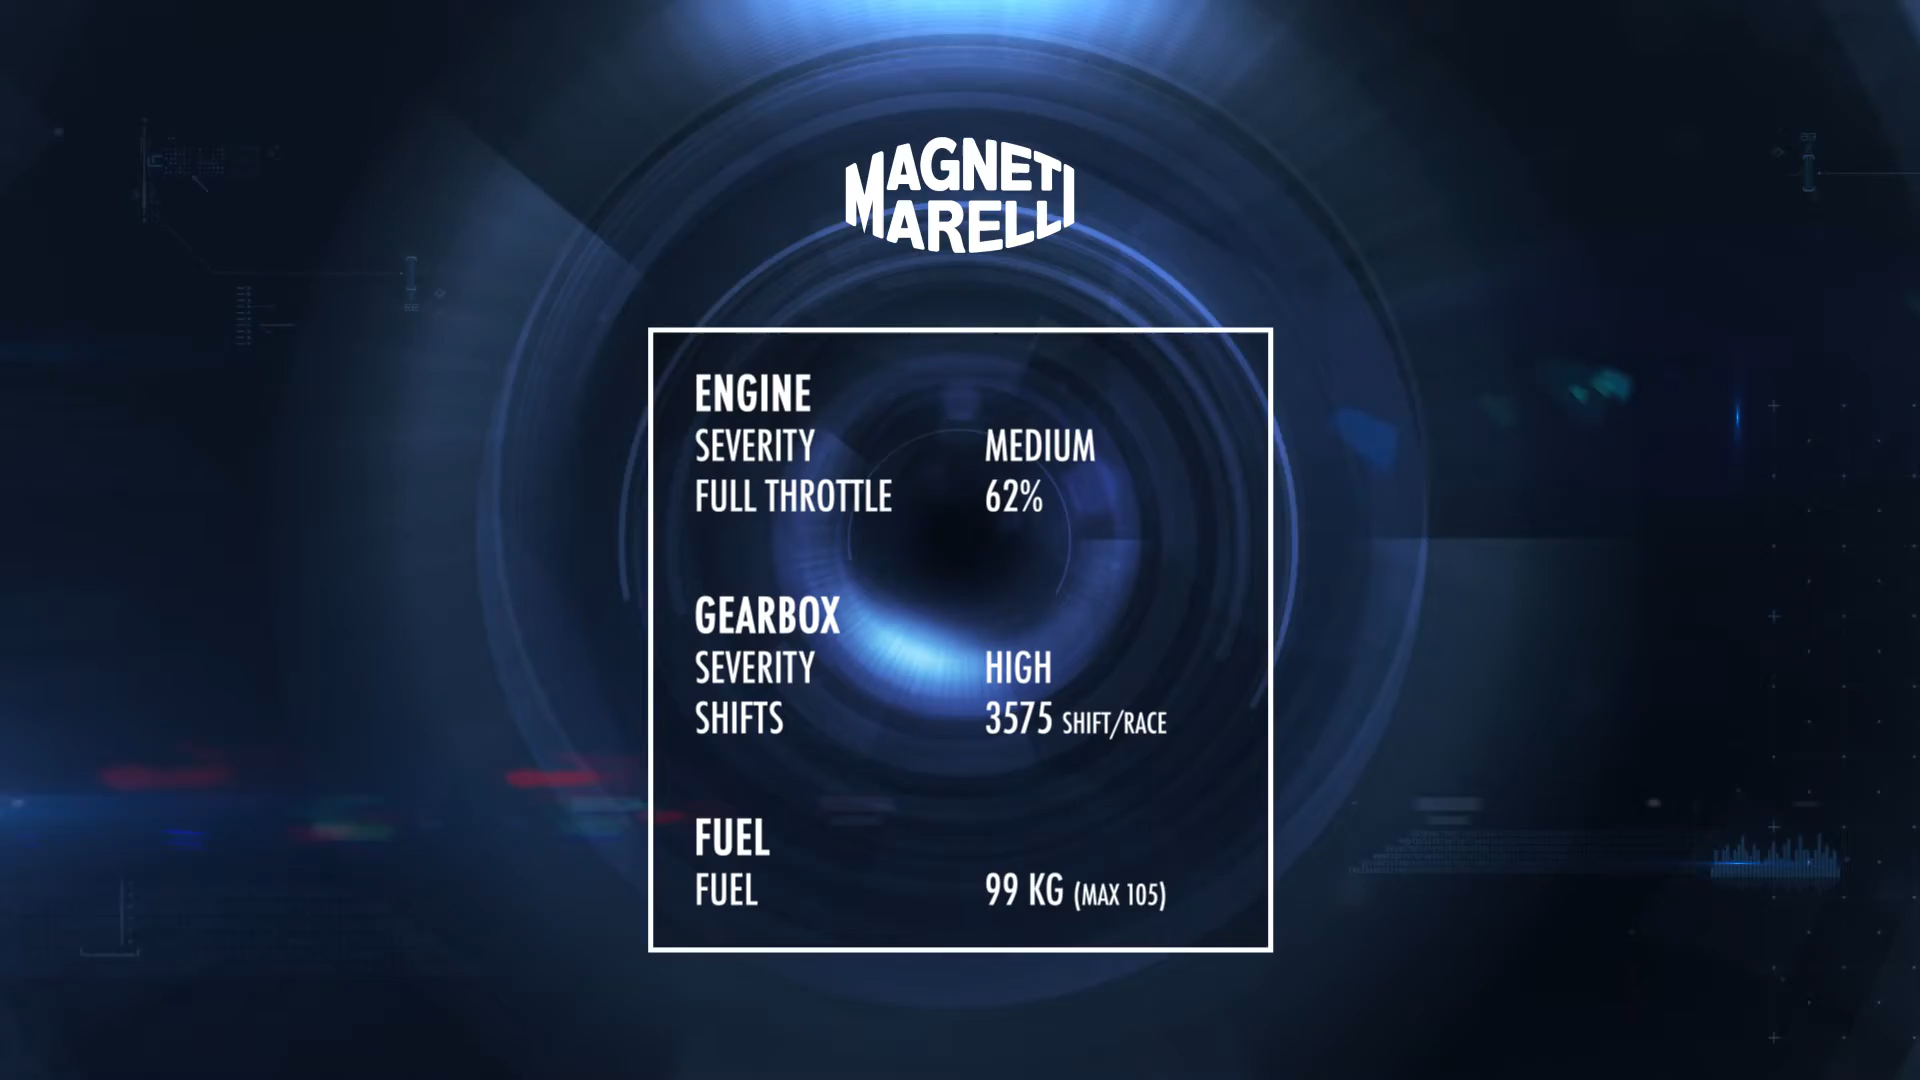 MAGNETI
MARELLI
ENGINE
SEVERITY MEDIUM
FULL THROTTLE 62%
GEARBOX
SEVERITY HIGH
SHIFTS 3575 SHIFT/RACE
FUEL
FUEL 99 KG (MAX 105)